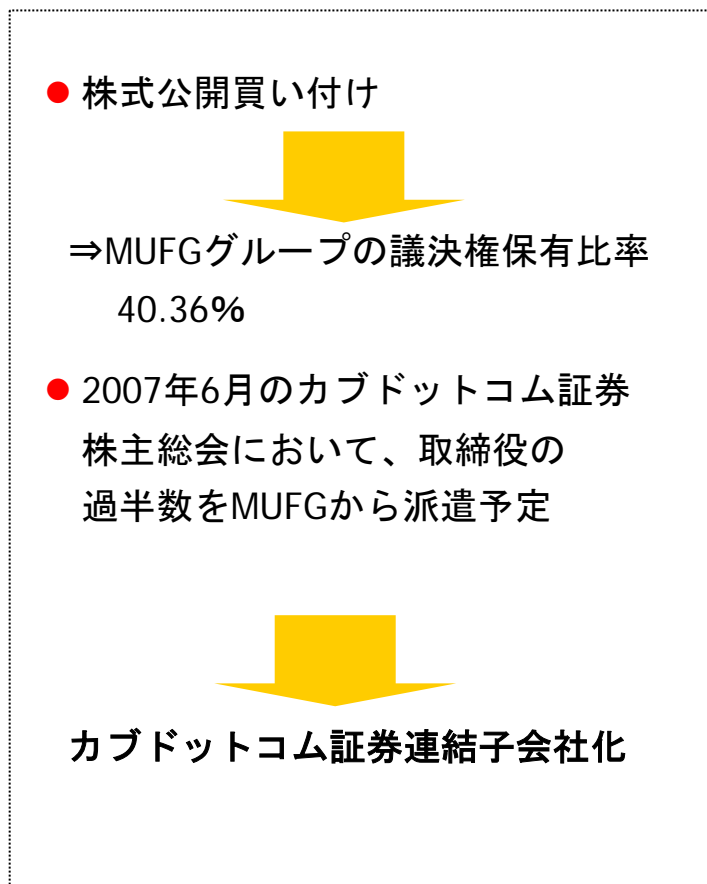 ● 株式公開買い付け
⇒MUFGグループの議決権保有比率
40.36%
● 2007年6月のカブドットコム証券
株主総会において、取締役の
過半数をMUFGから派遣予定
カブドットコム証券連結子会社化